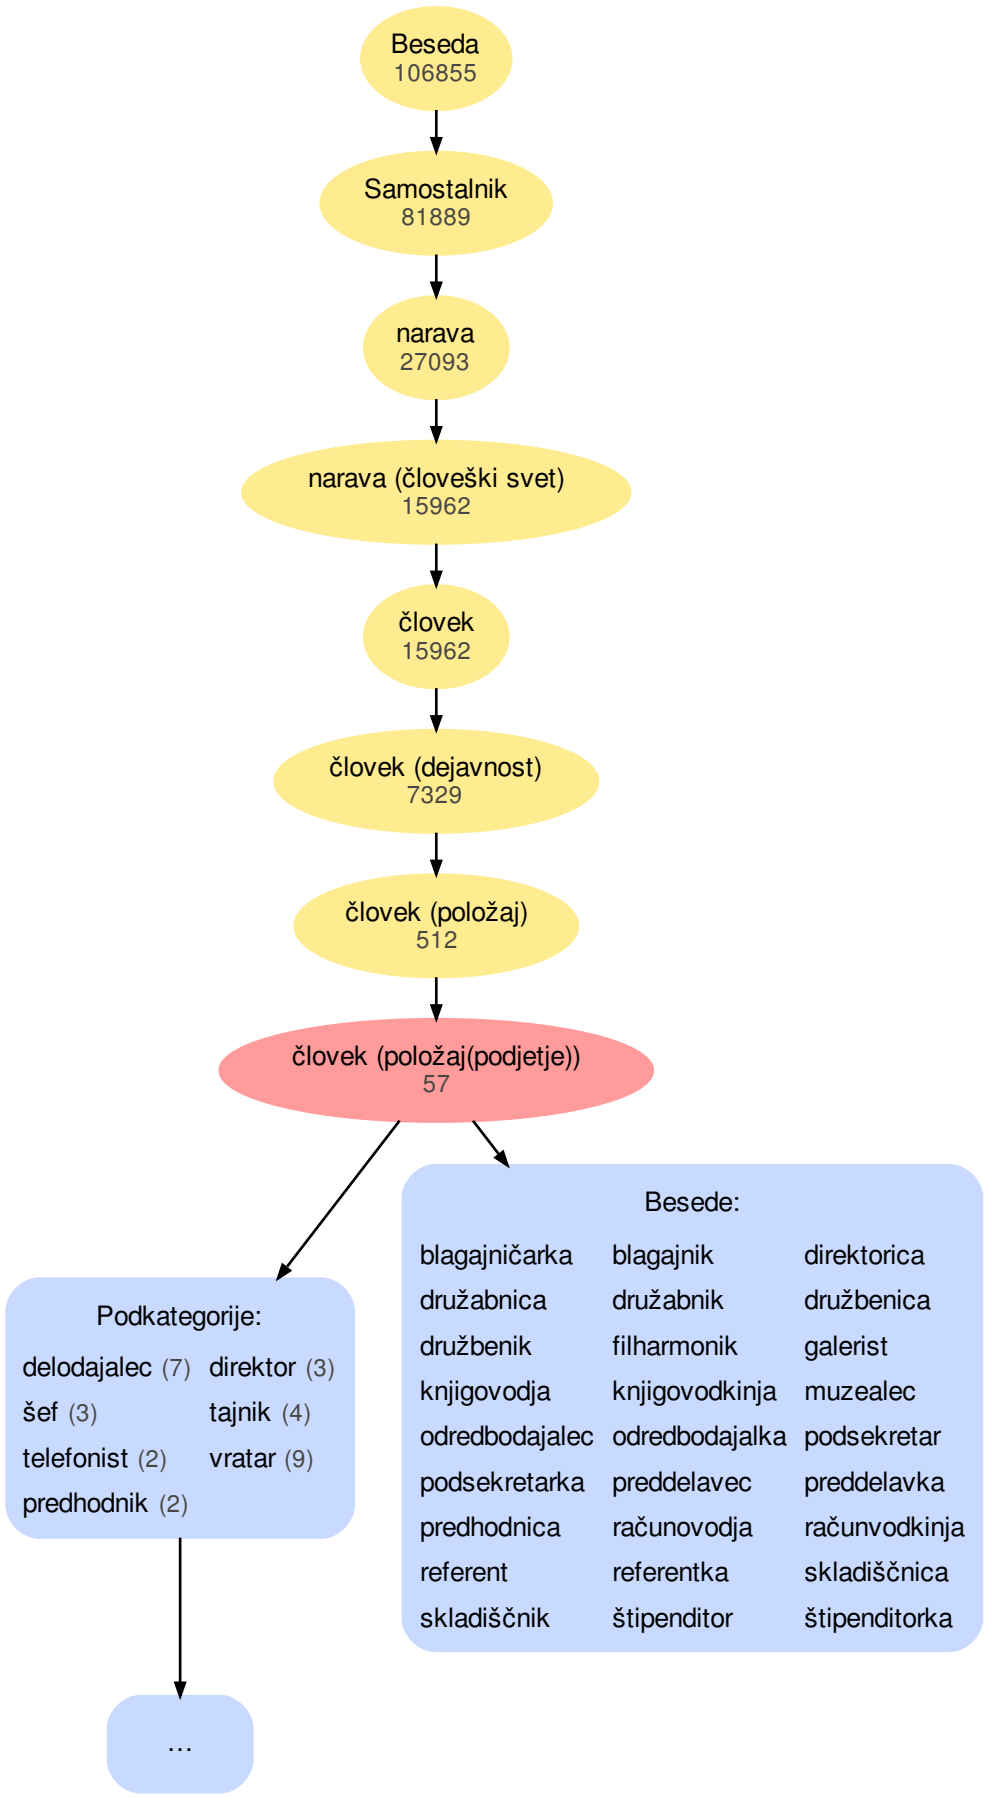 Beseda
106855
Samostalnik
81889
narava
27093
narava (človeški svet)
15962
človek
15962
človek (dejavnost)
7329
človek (položaj)
512
človek (položaj(podjetje))
57
Podkategorije:
delodajalec (7) direktor (3)
šef (3) tajnik (4)
telefonist (2) vratar (9)
predhodnik (2)
...
Besede:
blagajničarka blagajnik direktorica
družabnica družabnik družbenica
družbenik filharmonik galerist
knjigovodja knjigovodkinja muzealec
odredbodajalec odredbodajalka podsekretar
podsekretarka preddelavec preddelavka
predhodnica računovodja računvodkinja
referent referentka skladiščnica
skladiščnik štipenditor štipenditorka